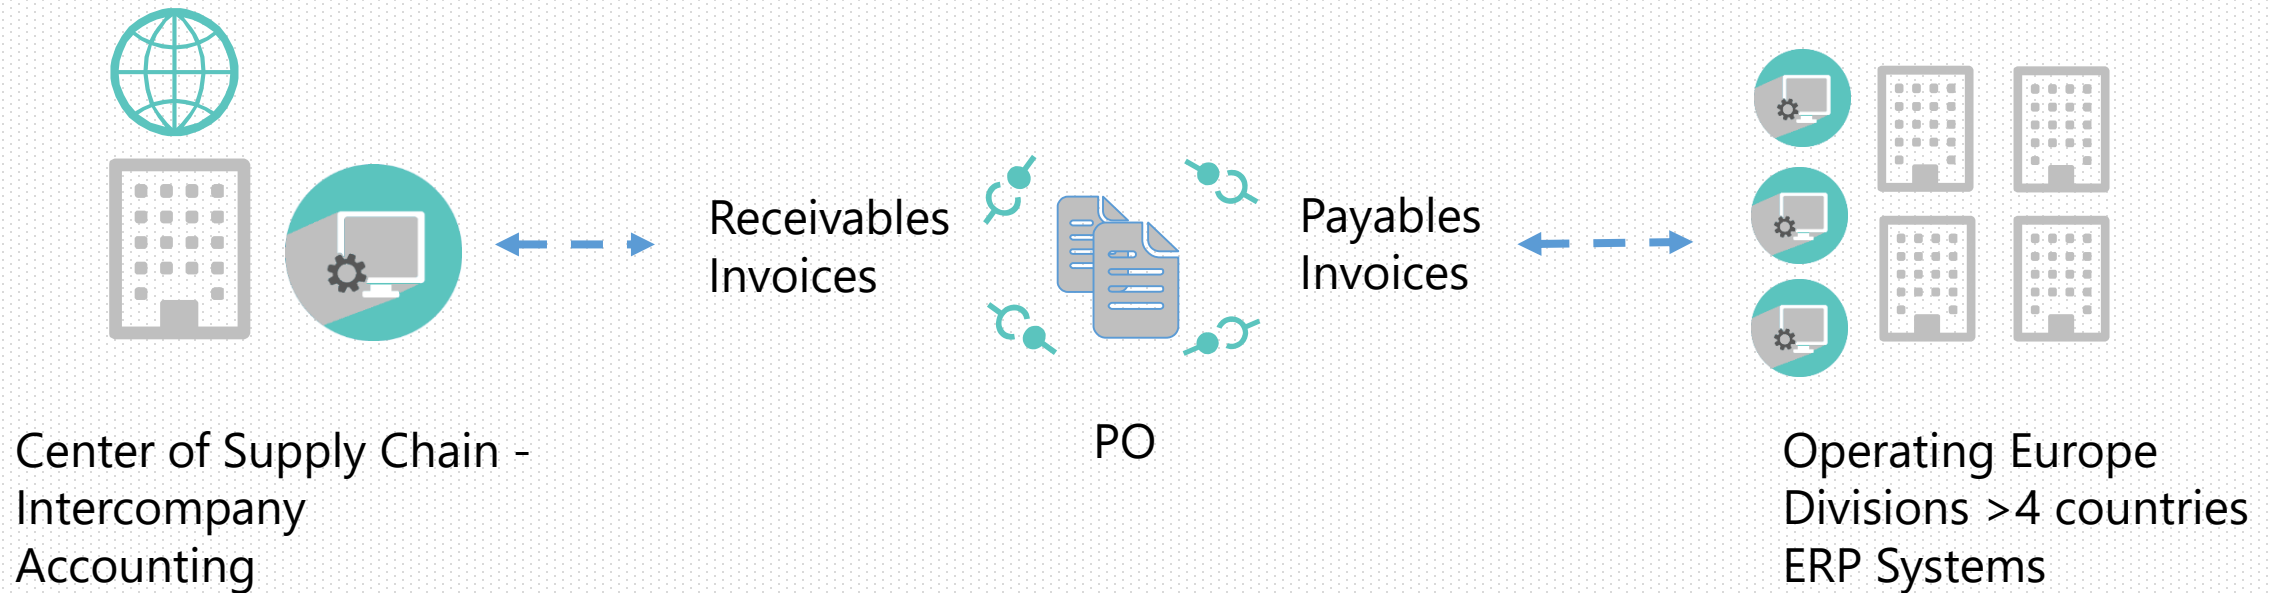 Receivables
Invoices
Payables
Invoices
PO
Center of Supply Chain -
Intercompany
Accounting
Operating Europe
Divisions >4 countries
ERP Systems